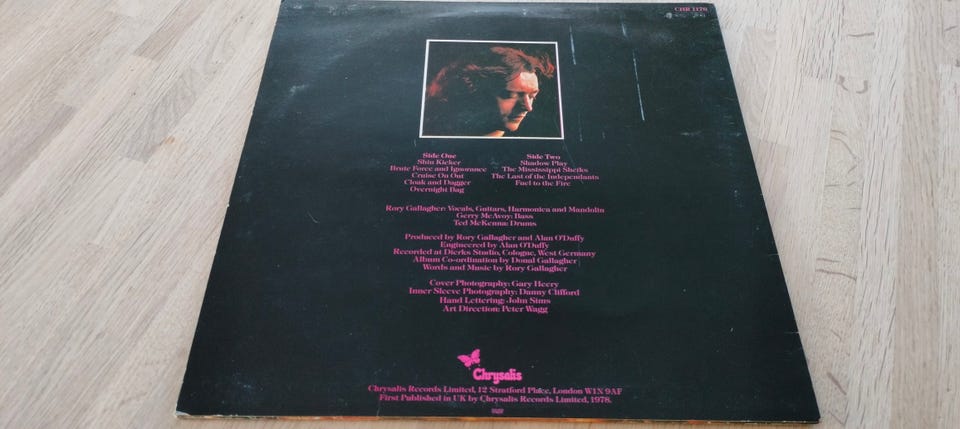 CHR 1170
Side One
Shin Kicker
Brute Force and Ignorance
Cruise On Out
Cloak and Dagger
Overnight Bag
Side Two
Shadow Play
The Mississippi Sheiks
The Last of the Independants
Fuel to the Fire
Rory Gallagher: Vocals, Guitars, Harmonica and Mandolin
Gerry McAvoy: Bass
Ted McKenna: Drums
Produced by Rory Gallagher and Alan O'Duffy
Engineered by Alan O'Duffy
Recorded at Dierks Studio, Cologne, West Germany
Album Co-ordination by Donal Gallagher
Words and Music by Rory Gallagher
Cover Photography: Gary Heery
Inner Sleeve Photography: Danny Clifford
Hand Lettering: John Sims
Art Direction: Peter Wagg
Chrysalis
Chrysalis Records Limited, 12 Stratford Place, London W1N 9AF
First Published in UK by Chrysalis Records Limited, 1978.